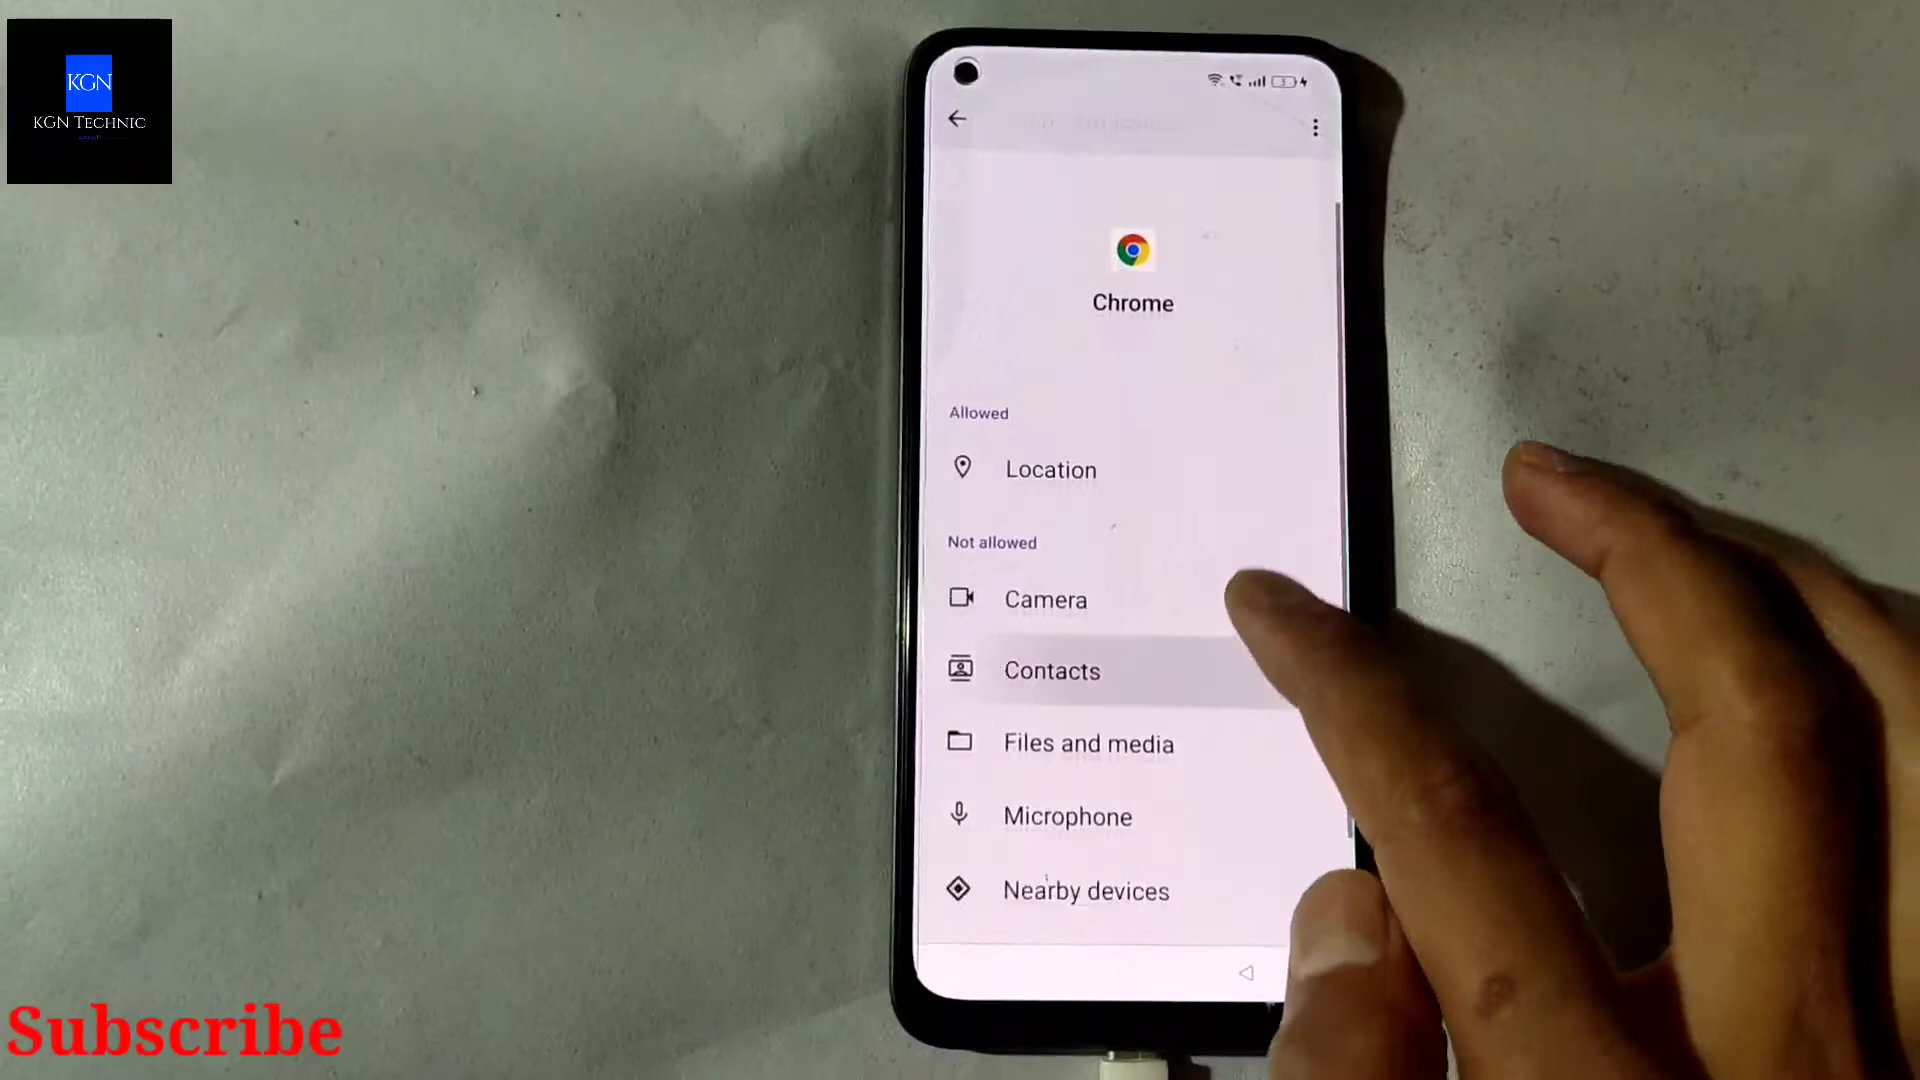 KGN
KGN TECHNIC
Chrome
Allowed
Location
Not allowed
Camera
Contacts
Files and media
Microphone
Nearby devices
Subscribe